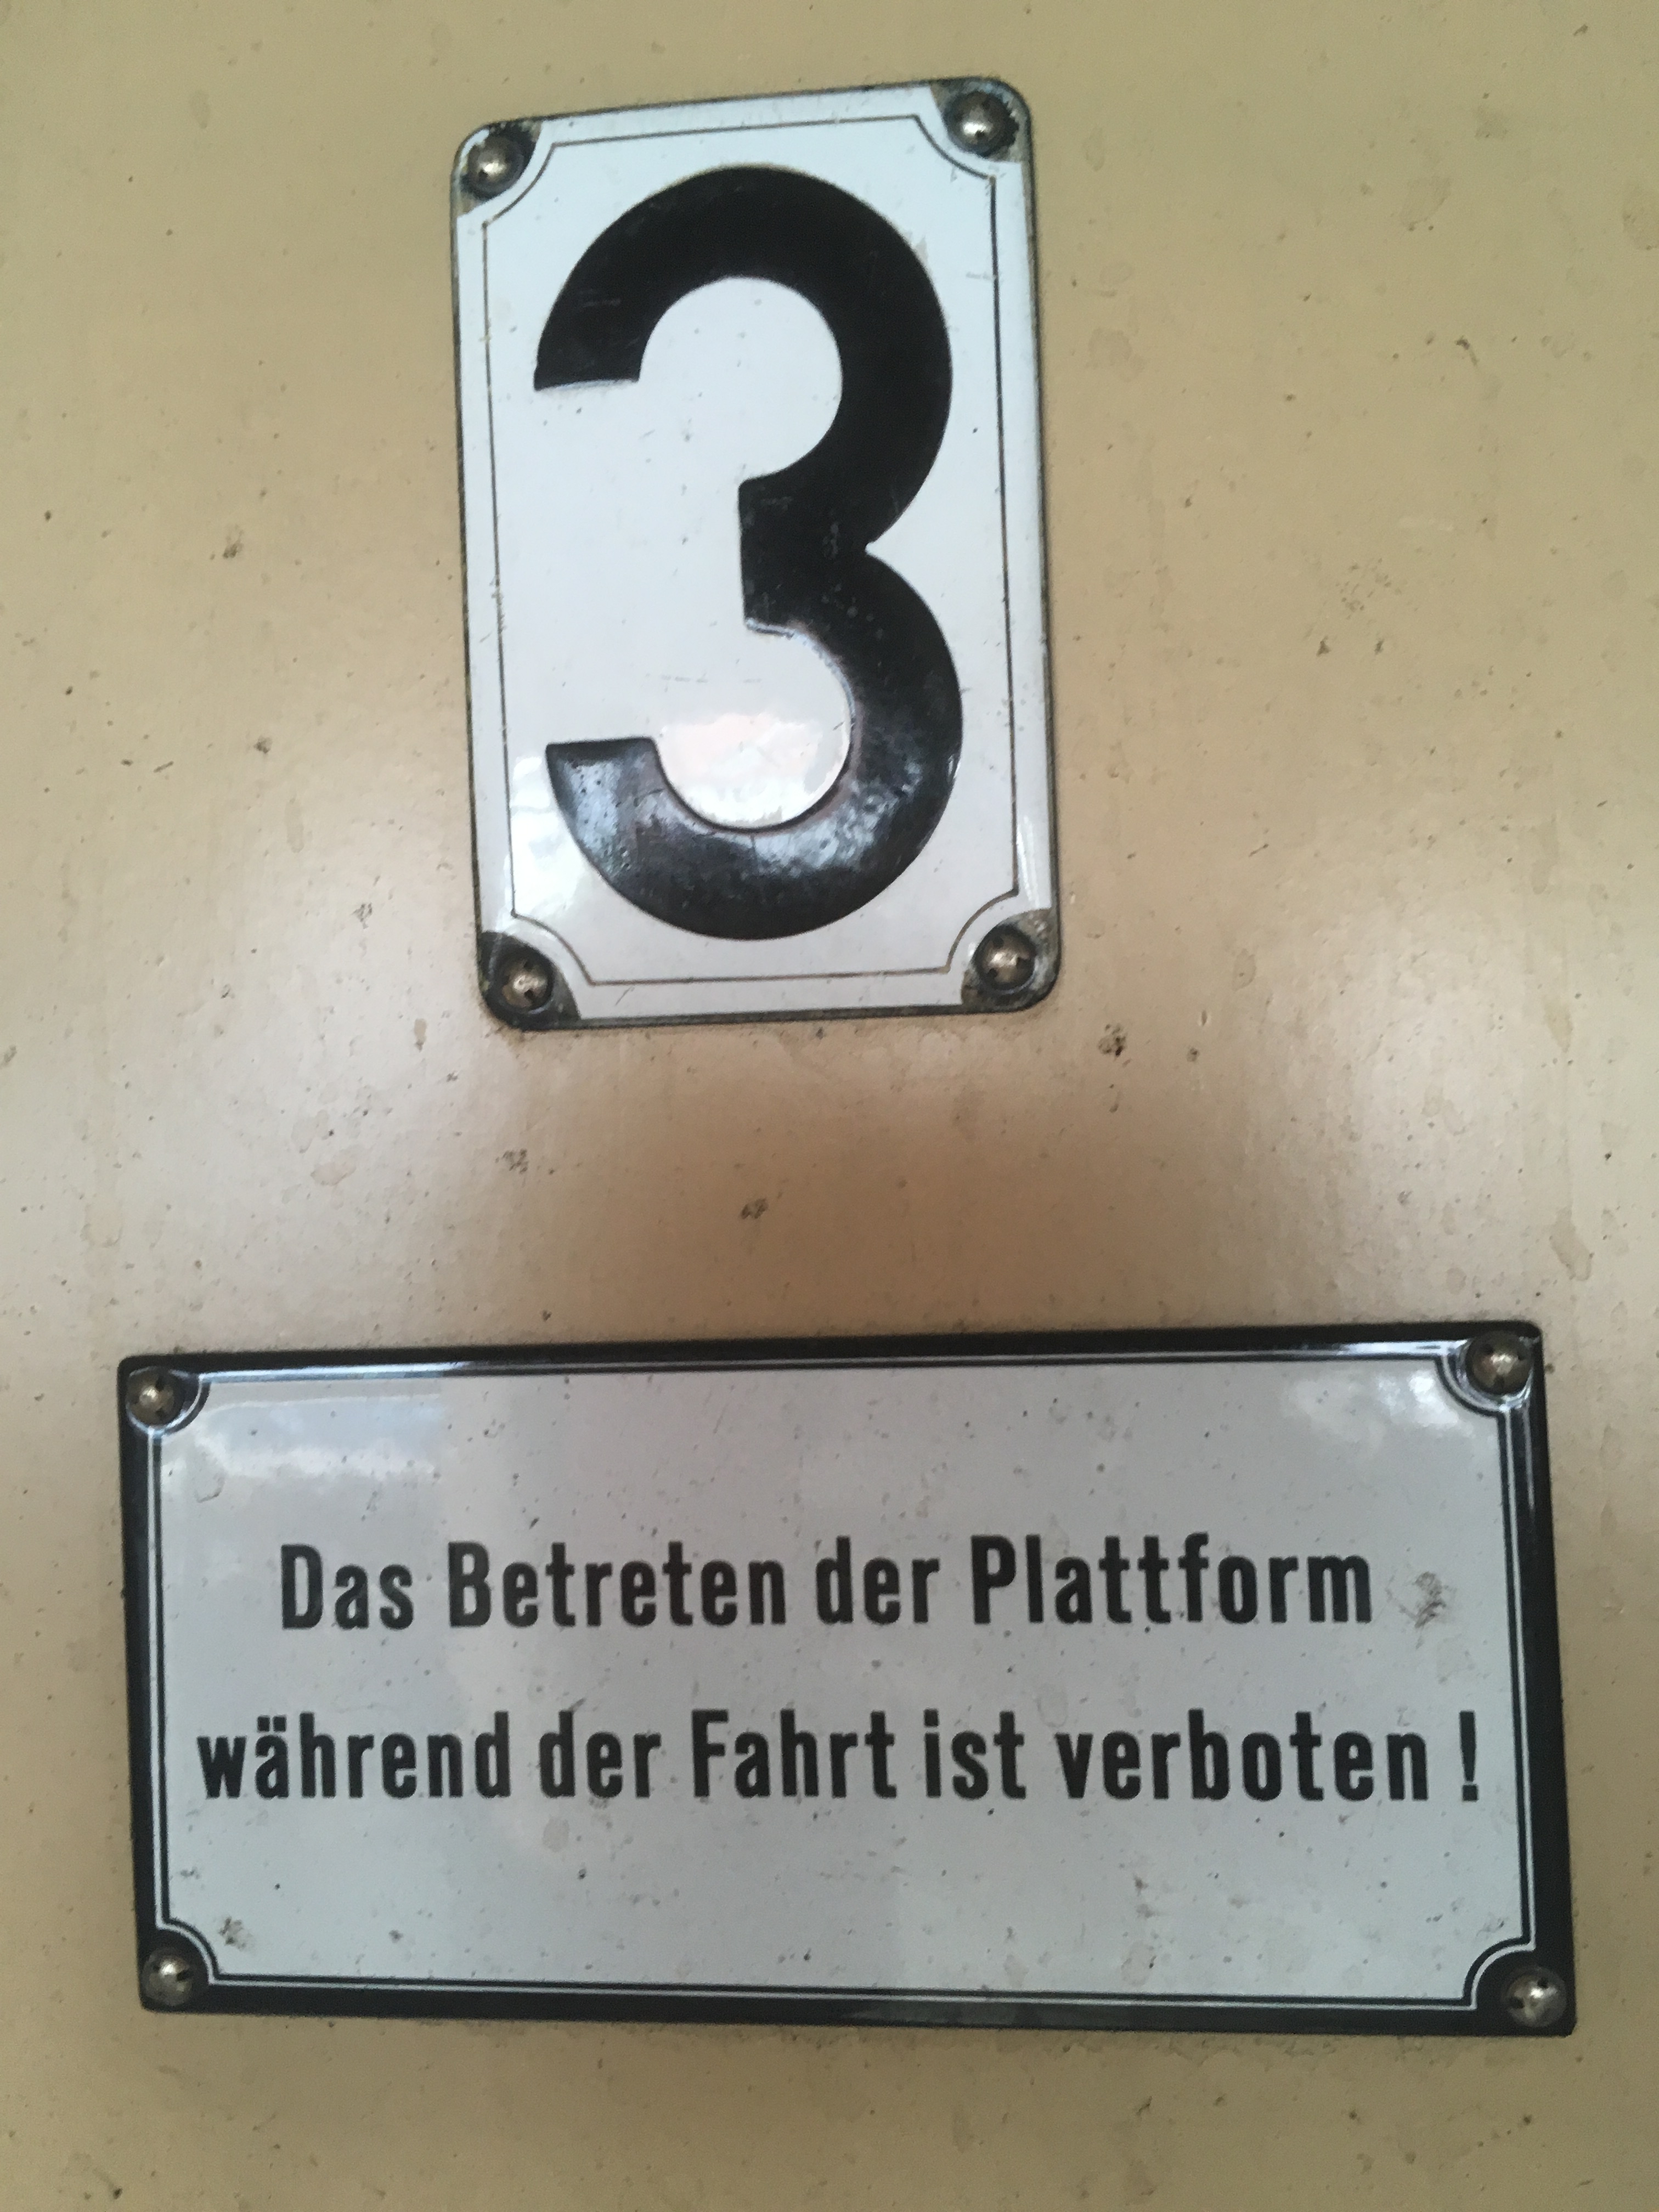 3
Das Betreten der Plattform
während der Fahrt ist verboten !